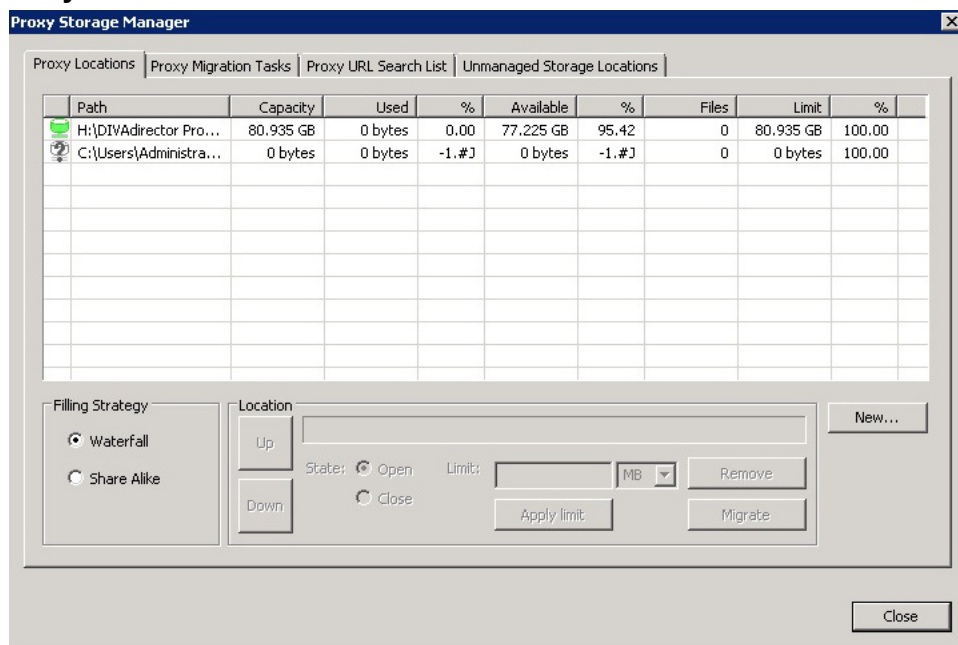 Proxy Storage Manager
Proxy Locations Proxy Migration Tasks Proxy URL Search List Unmanaged Storage Locations
Path Capacity Used % Available % Files Limit %
H:\DIVAdirector Pro... 80.935 GB 0 bytes 0.00 77.225 GB 95.42 0 80.935 GB 100.00
C:\Users\Administra... 0 bytes 0 bytes -1.#J 0 bytes -1.#J 0 0 bytes 100.00
Filling Strategy
Waterfall
Share Alike
Location
Up
Down
State: Open
Close
Limit: MB
Apply limit
Remove
Migrate
New...
Close